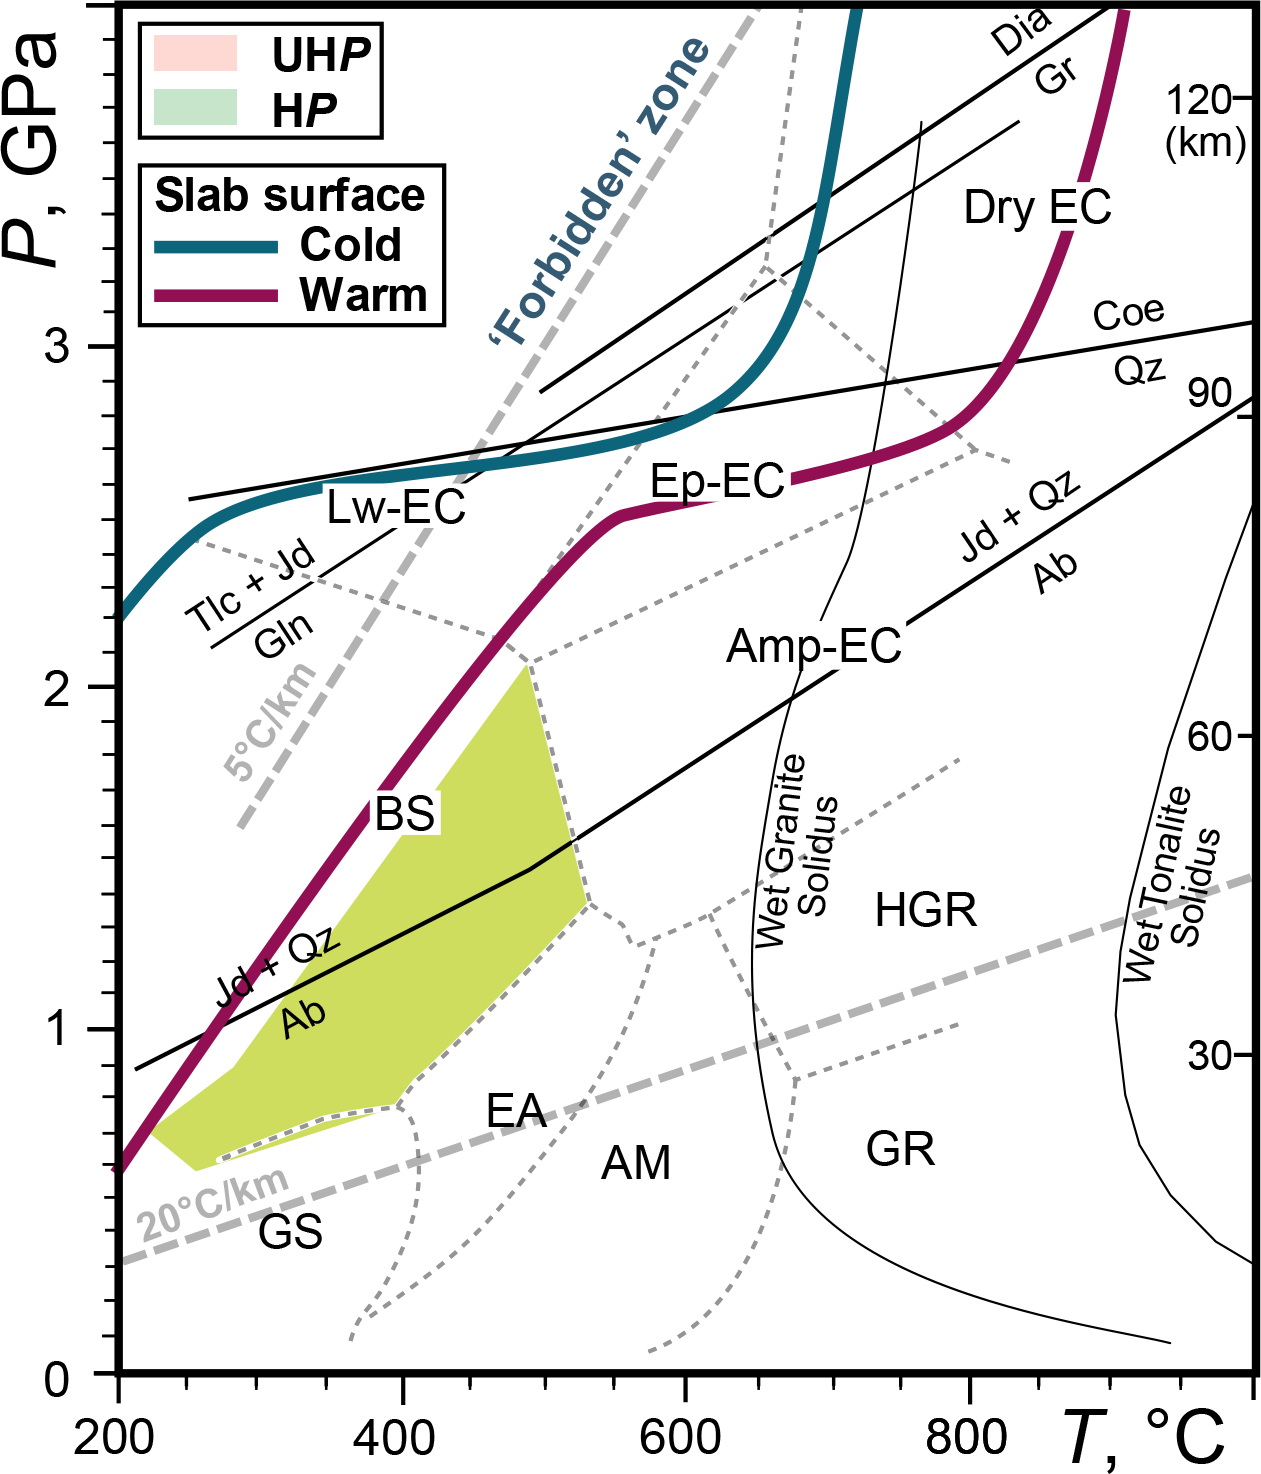 P, GPa
UHP
HP
Slab surface
Cold
Warm
'Forbidden' zone
Dia
Gr
120
(km)
Dry EC
Coe
Qz
3
90
Lw-EC
Ep-EC
Tlc + Jd
Gln
Jd + Qz
Ab
Amp-EC
5°C/km
2
60
BS
Wet Granite
Solidus
Wet Tonalite
Solidus
HGR
Jd + Qz
Ab
1
30
EA
AM
GR
20°C/km
GS
0
200
400
600
800
T, °C